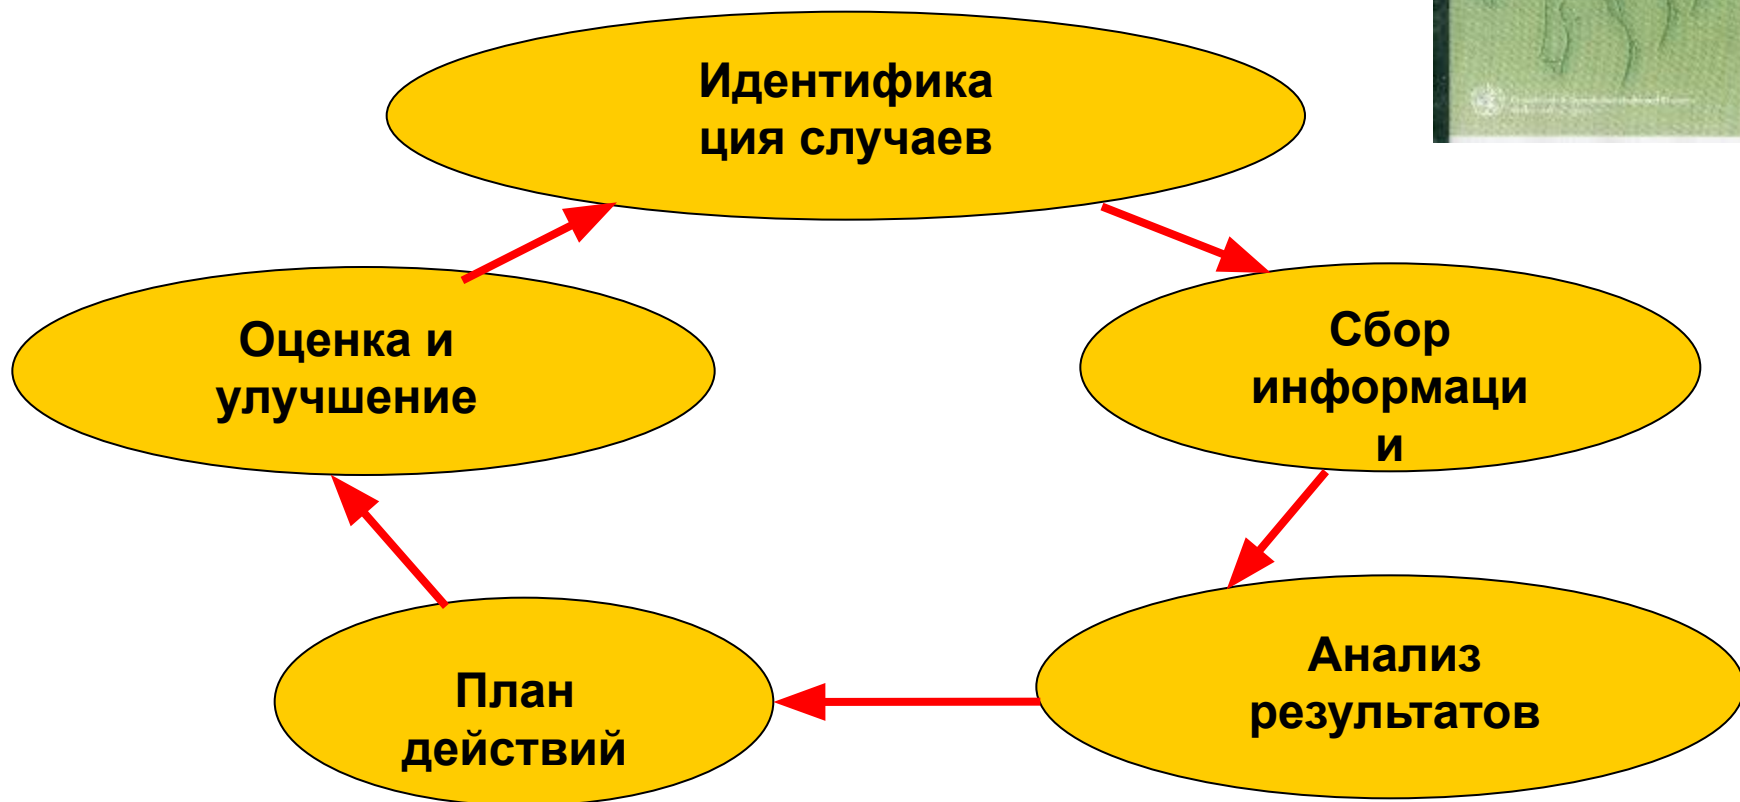 Идентифика
ция случаев
Оценка и
улучшение
Сбор
информаци
и
Анализ
результатов
План
действий